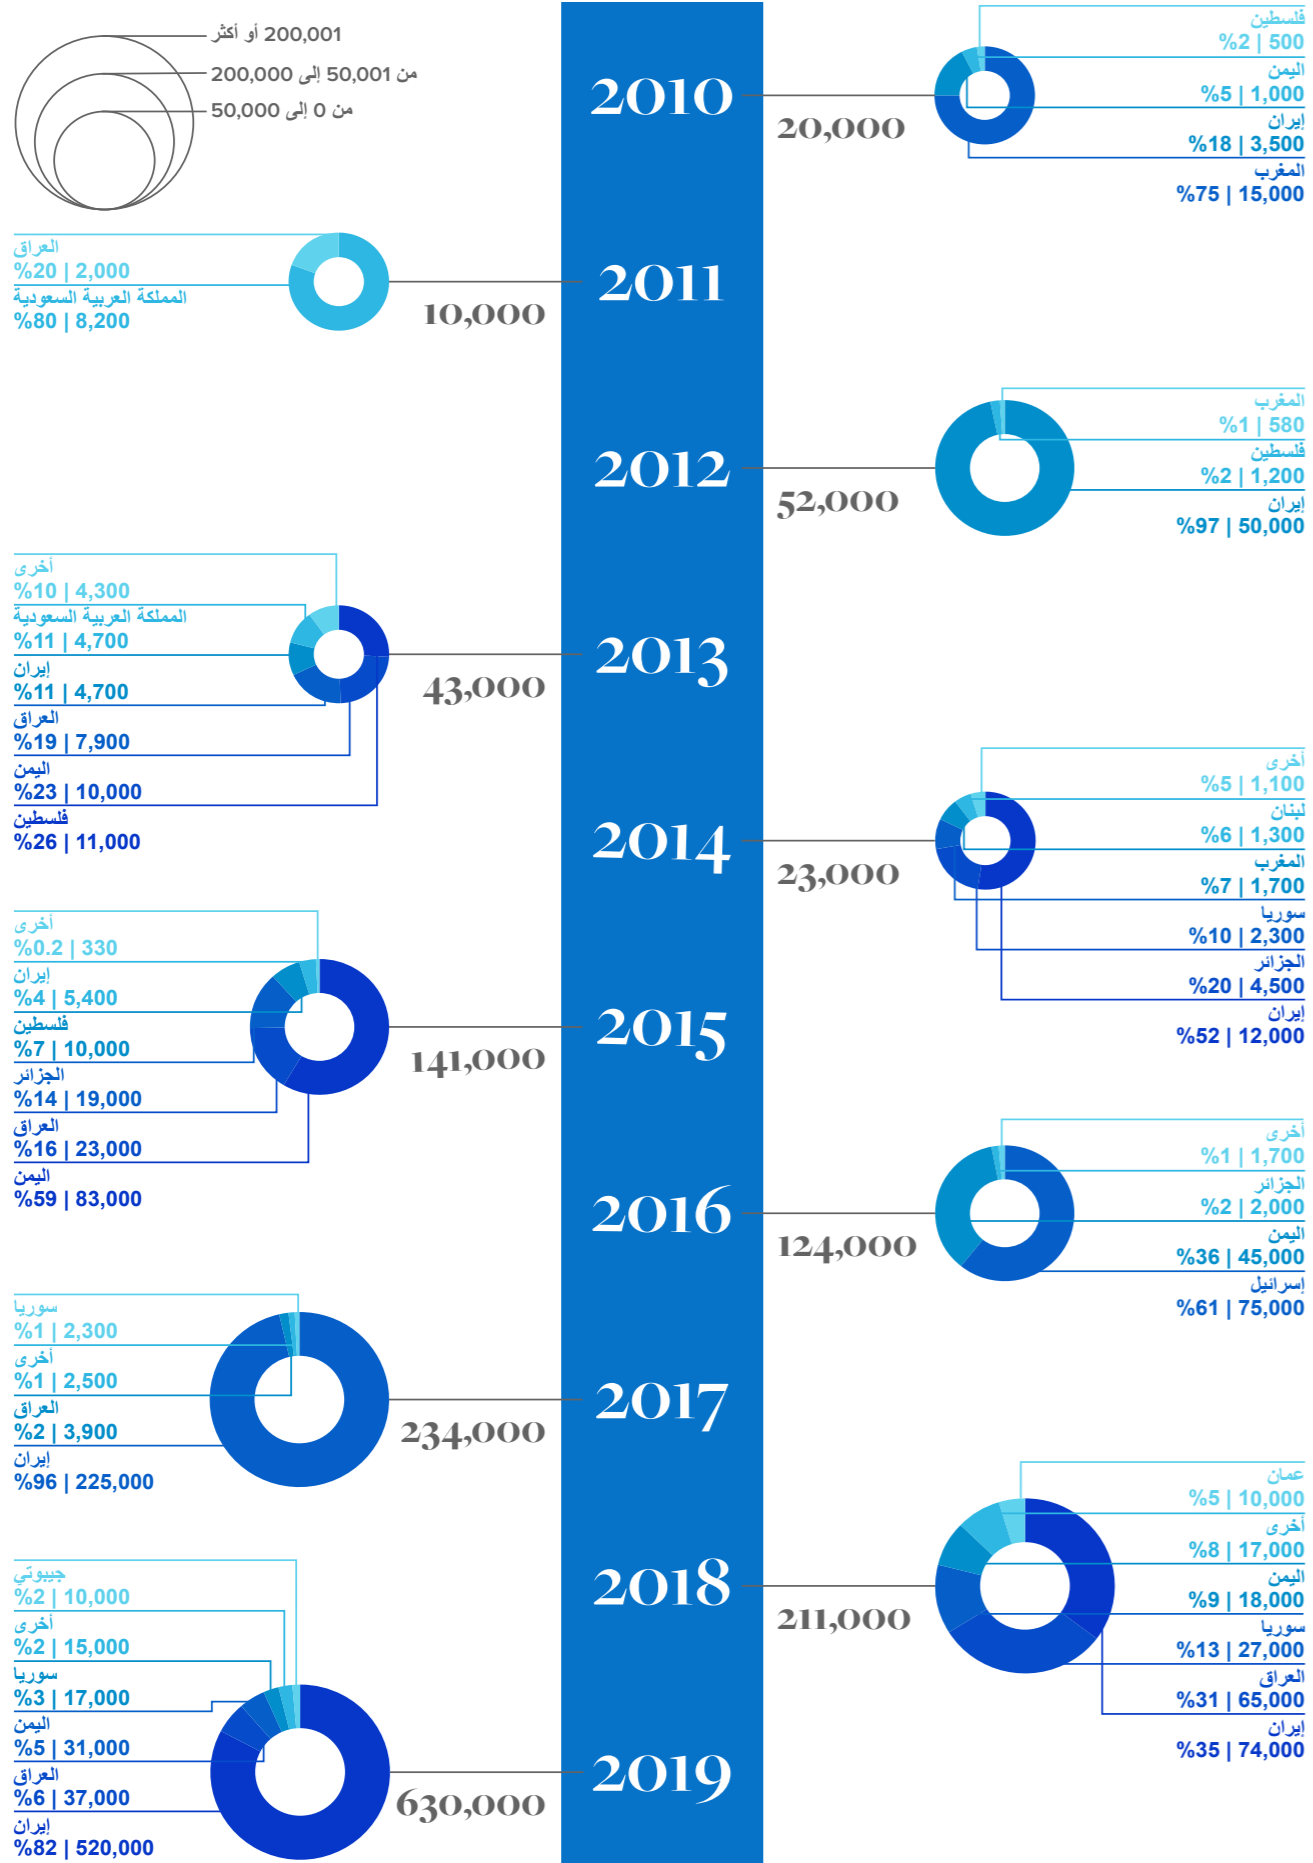 200,001 أو أكثر
من 50,001 إلى 200,000
من 0 إلى 50,000
2010
20,000
فلسطين
%2 | 500
اليمن
%5 | 1,000
إيران
%18 | 3,500
المغرب
%75 | 15,000
2011
10,000
العراق
%20 | 2,000
المملكة العربية السعودية
%80 | 8,200
2012
52,000
المغرب
%1 | 580
فلسطين
%2 | 1,200
إيران
%97 | 50,000
2013
43,000
أخرى
%10 | 4,300
المملكة العربية السعودية
%11 | 4,700
إيران
%11 | 4,700
العراق
%19 | 7,900
اليمن
%23 | 10,000
فلسطين
%26 | 11,000
2014
23,000
أخرى
%5 | 1,100
لبنان
%6 | 1,300
المغرب
%7 | 1,700
سوريا
%10 | 2,300
الجزائر
%20 | 4,500
إيران
%52 | 12,000
2015
141,000
أخرى
%0.2 | 330
إيران
%4 | 5,400
فلسطين
%7 | 10,000
الجزائر
%14 | 19,000
العراق
%16 | 23,000
اليمن
%59 | 83,000
2016
124,000
أخرى
%1 | 1,700
الجزائر
%2 | 2,000
اليمن
%36 | 45,000
إسرائيل
%61 | 75,000
2017
234,000
سوريا
%1 | 2,300
أخرى
%1 | 2,500
العراق
%2 | 3,900
إيران
%96 | 225,000
2018
211,000
عمان
%5 | 10,000
أخرى
%8 | 17,000
اليمن
%9 | 18,000
سوريا
%13 | 27,000
العراق
%31 | 65,000
إيران
%35 | 74,000
2019
630,000
جيبوتي
%2 | 10,000
أخرى
%2 | 15,000
سوريا
%3 | 17,000
اليمن
%5 | 31,000
العراق
%6 | 37,000
إيران
%82 | 520,000